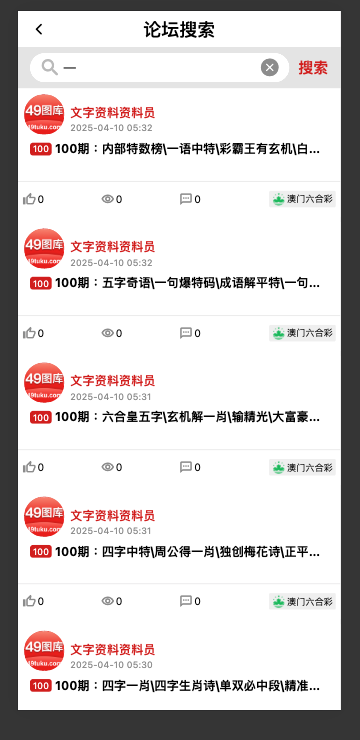 论坛搜索
一
搜索
49图库
49tuku.com
文字资料资料员
2025-04-10 05:32
100 100期：内部特数榜\一语中特\彩霸王有玄机\白...
0 0 0 澳门六合彩
49图库
49tuku.com
文字资料资料员
2025-04-10 05:32
100 100期：五字奇语\一句爆特码\成语解平特\一句...
0 0 0 澳门六合彩
49图库
49tuku.com
文字资料资料员
2025-04-10 05:31
100 100期：六合皇五字\玄机解一肖\输精光\大富豪...
0 0 0 澳门六合彩
49图库
49tuku.com
文字资料资料员
2025-04-10 05:31
100 100期：四字中特\周公得一肖\独创梅花诗\正平...
0 0 0 澳门六合彩
49图库
49tuku.com
文字资料资料员
2025-04-10 05:30
100 100期：四字一肖\四字生肖诗\单双必中段\精准...